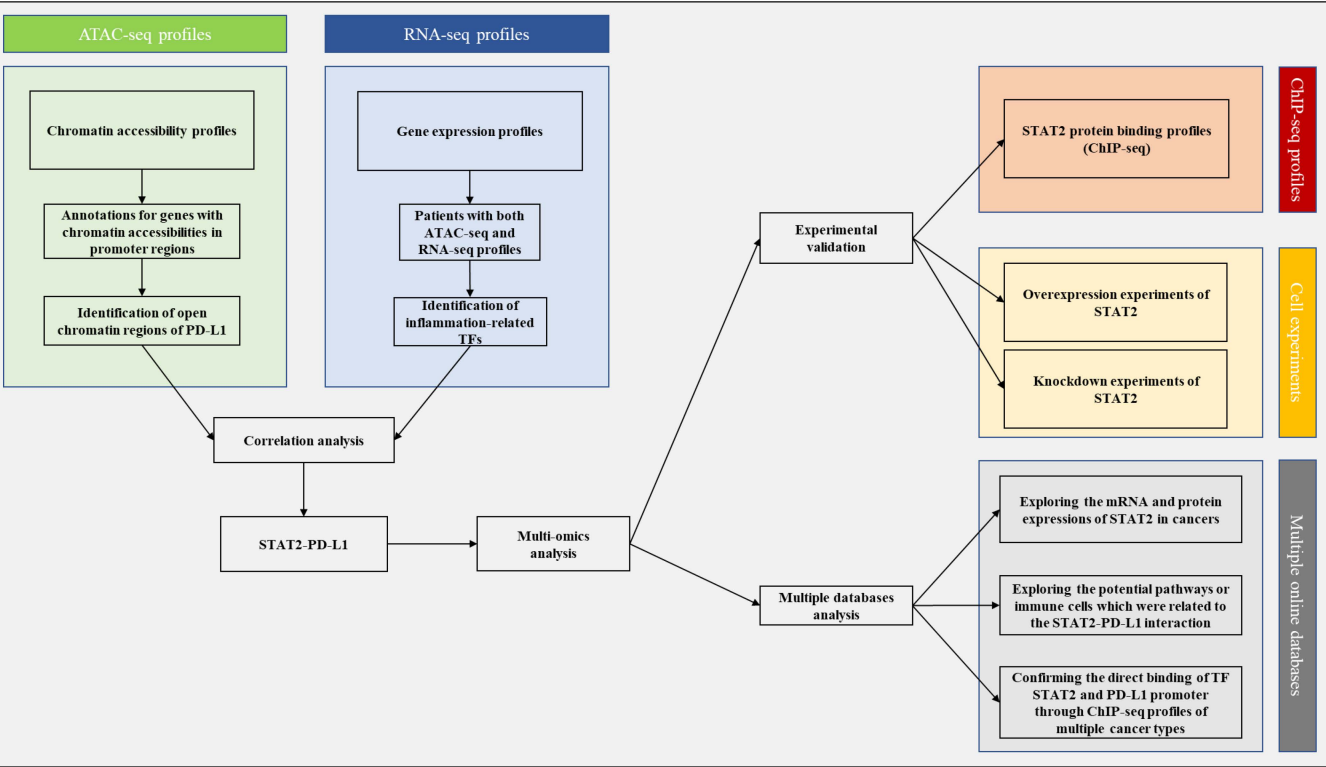 ATAC-seq profiles
RNA-seq profiles
Chromatin accessibility profiles
Annotations for genes with
chromatin accessibilities in
promoter regions
Identification of open
chromatin regions of PD-L1
Gene expression profiles
Patients with both
ATAC-seq and
RNA-seq profiles
Identification of
inflammation-related
TFs
Correlation analysis
STAT2-PD-L1
Multi-omics
analysis
Experimental
validation
Multiple databases
analysis
STAT2 protein binding profiles
(ChIP-seq)
ChIP-seq profiles
Overexpression experiments of
STAT2
Knockdown experiments of
STAT2
Cell experiments
Exploring the mRNA and protein
expressions of STAT2 in cancers
Exploring the potential pathways or
immune cells which were related to
the STAT2-PD-L1 interaction
Confirming the direct binding of TF
STAT2 and PD-L1 promoter
through ChIP-seq profiles of
multiple cancer types
Multiple online databases